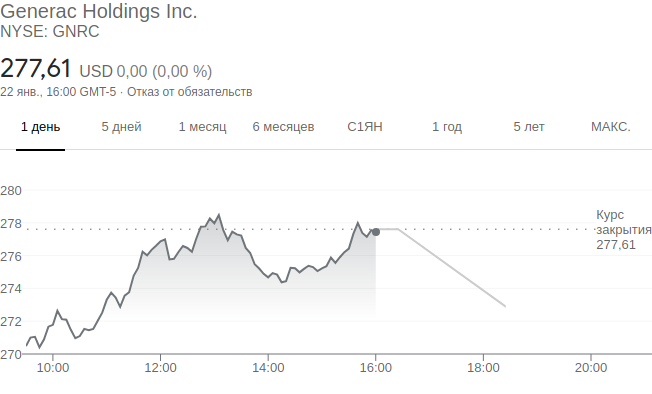 Generac Holdings Inc.
NYSE: GNRC
277,61 USD 0,00 (0,00 %)
22 янв., 16:00 GMT-5 · Отказ от обязательств
1 день 5 дней 1 месяц 6 месяцев С1ЯН 1 год 5 лет МАКС.
280
278
276
274
272
270
Курс
закрытия
277,61
10:00 12:00 14:00 16:00 18:00 20:00